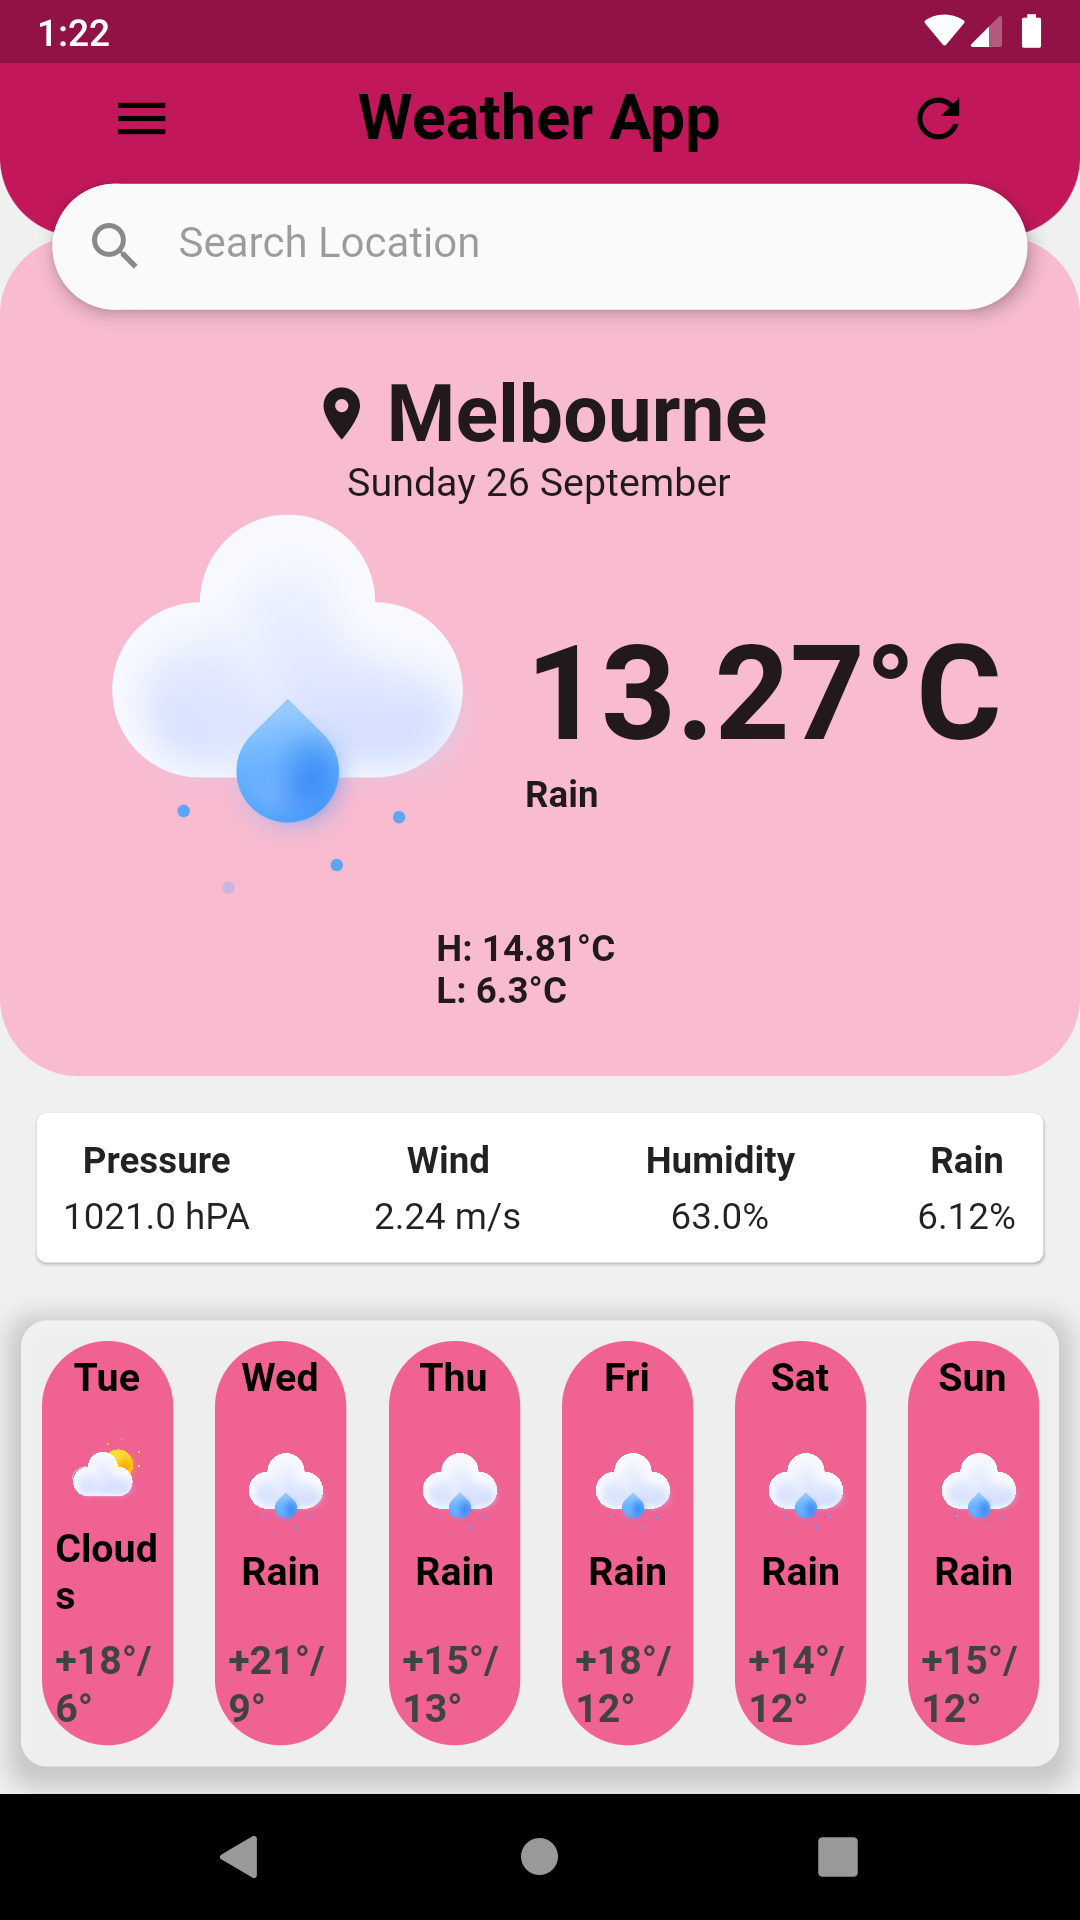 1:22
Weather App
Search Location
Melbourne
Sunday 26 September
13.27°C
Rain
H: 14.81°C
L: 6.3°C
Pressure Wind Humidity Rain
1021.0 hPA 2.24 m/s 63.0% 6.12%
Tue Wed Thu Fri Sat Sun
Cloud
s
Rain Rain Rain Rain Rain
+18°/ +21°/ +15°/ +18°/ +14°/ +15°/
6° 9° 13° 12° 12° 12°